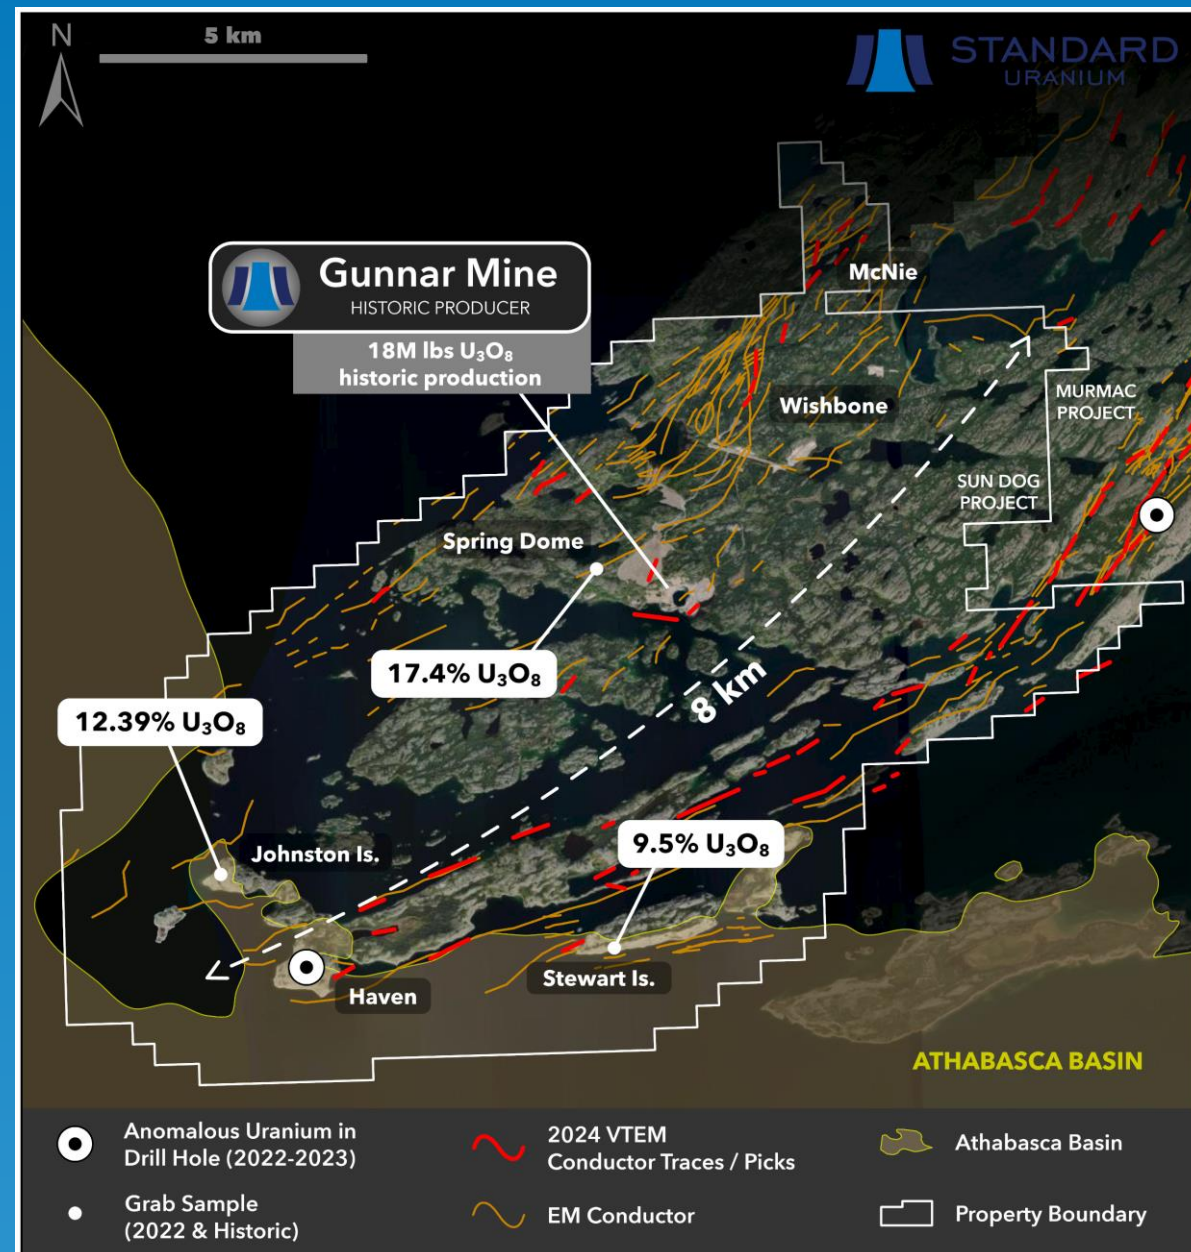 N
5 km
STANDARD
URANIUM
Gunnar Mine
HISTORIC PRODUCER
18M lbs U₃O₈
historic production
McNie
Wishbone
MURMAC
PROJECT
SUN DOG
PROJECT
Spring Dome
17.4% U₃O₈
8 km
12.39% U₃O₈
9.5% U₃O₈
Johnston Is.
Stewart Is.
Haven
ATHABASCA BASIN
Anomalous Uranium in
Drill Hole (2022-2023)
2024 VTEM
Conductor Traces / Picks
Athabasca Basin
Grab Sample
(2022 & Historic)
EM Conductor
Property Boundary